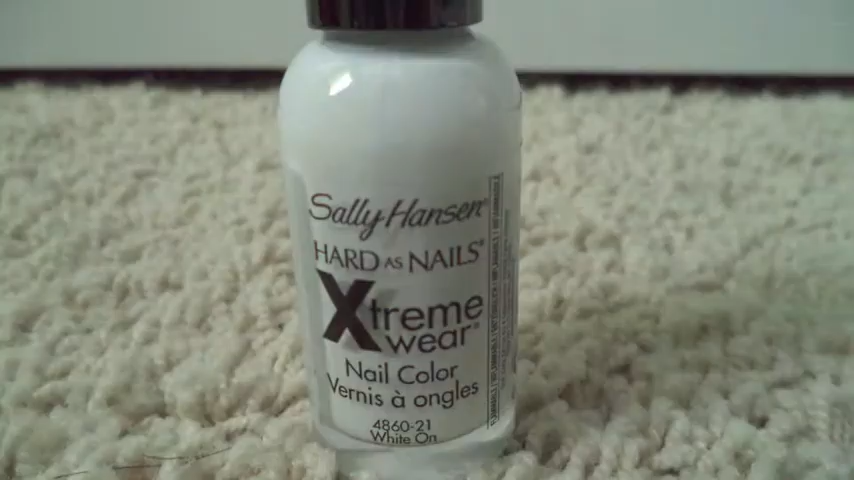 Sally Hansen®
HARD AS NAILS®
Xtreme
wear®
Nail Color
Vernis à ongles
4860-21
White On